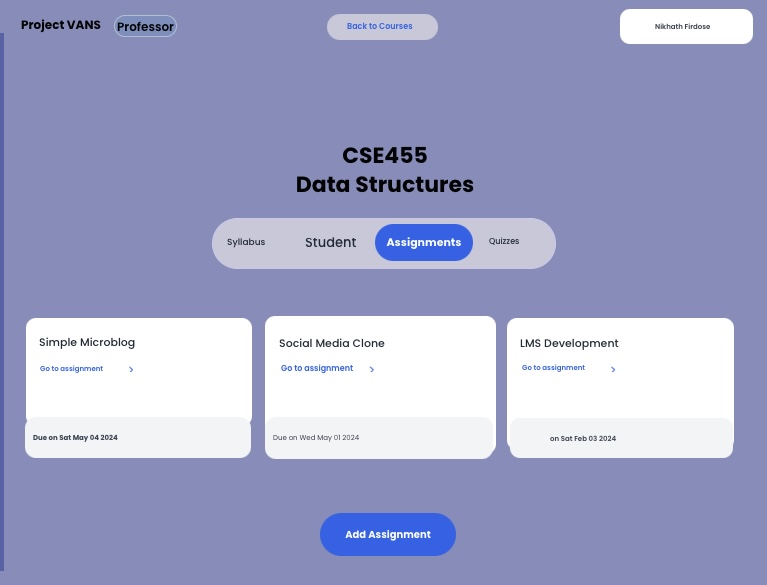 Project VANS
Professor
Back to Courses
Nikhath Firdose
CSE455
Data Structures
Syllabus
Student
Assignments
Quizzes
Simple Microblog
Go to assignment >
Due on Sat May 04 2024
Social Media Clone
Go to assignment >
Due on Wed May 01 2024
LMS Development
Go to assignment >
on Sat Feb 03 2024
Add Assignment